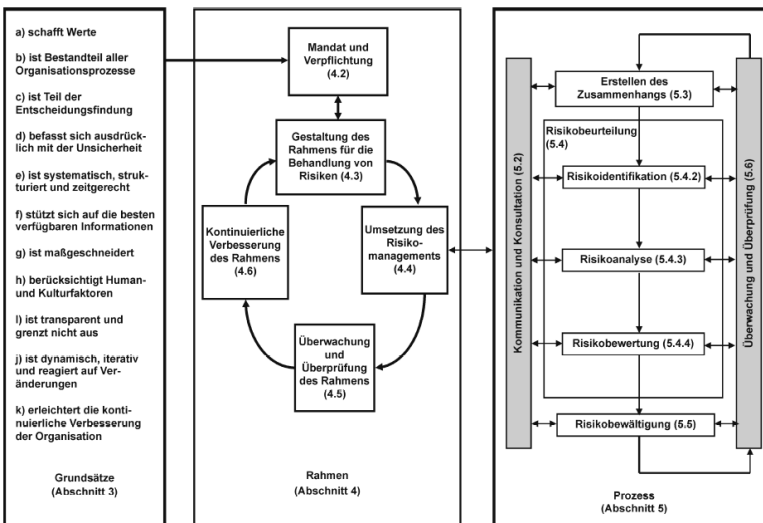 a) schafft Werte
b) ist Bestandteil aller
Organisationsprozesse
c) ist Teil der
Entscheidungsfindung
d) befasst sich ausdrück-
lich mit der Unsicherheit
e) ist systematisch, struk-
turiert und zeitgerecht
f) stützt sich auf die besten
verfügbaren Informationen
g) ist maßgeschneidert
h) berücksichtigt Human-
und Kulturfaktoren
I) ist transparent und
grenzt nicht aus
j) ist dynamisch, iterativ
und reagiert auf Ver-
änderungen
k) erleichtert die konti-
nuierliche Verbesserung
der Organisation
Grundsätze
(Abschnitt 3)
Mandat und
Verpflichtung
(4.2)
Gestaltung des
Rahmens für die
Behandlung von
Risiken (4.3)
Kontinuierliche
Verbesserung
des Rahmens
(4.6)
Umsetzung des
Risiko-
managements
(4.4)
Überwachung
und
Überprüfung
des Rahmens
(4.5)
Rahmen
(Abschnitt 4)
Kommunikation und Konsultation (5.2)
Erstellen des
Zusammenhangs (5.3)
Risikobeurteilung
(5.4)
Risikoidentifikation (5.4.2)
Risikoanalyse (5.4.3)
Risikobewertung (5.4.4)
Risikobewältigung (5.5)
Überwachung und Überprüfung (5.6)
Prozess
(Abschnitt 5)